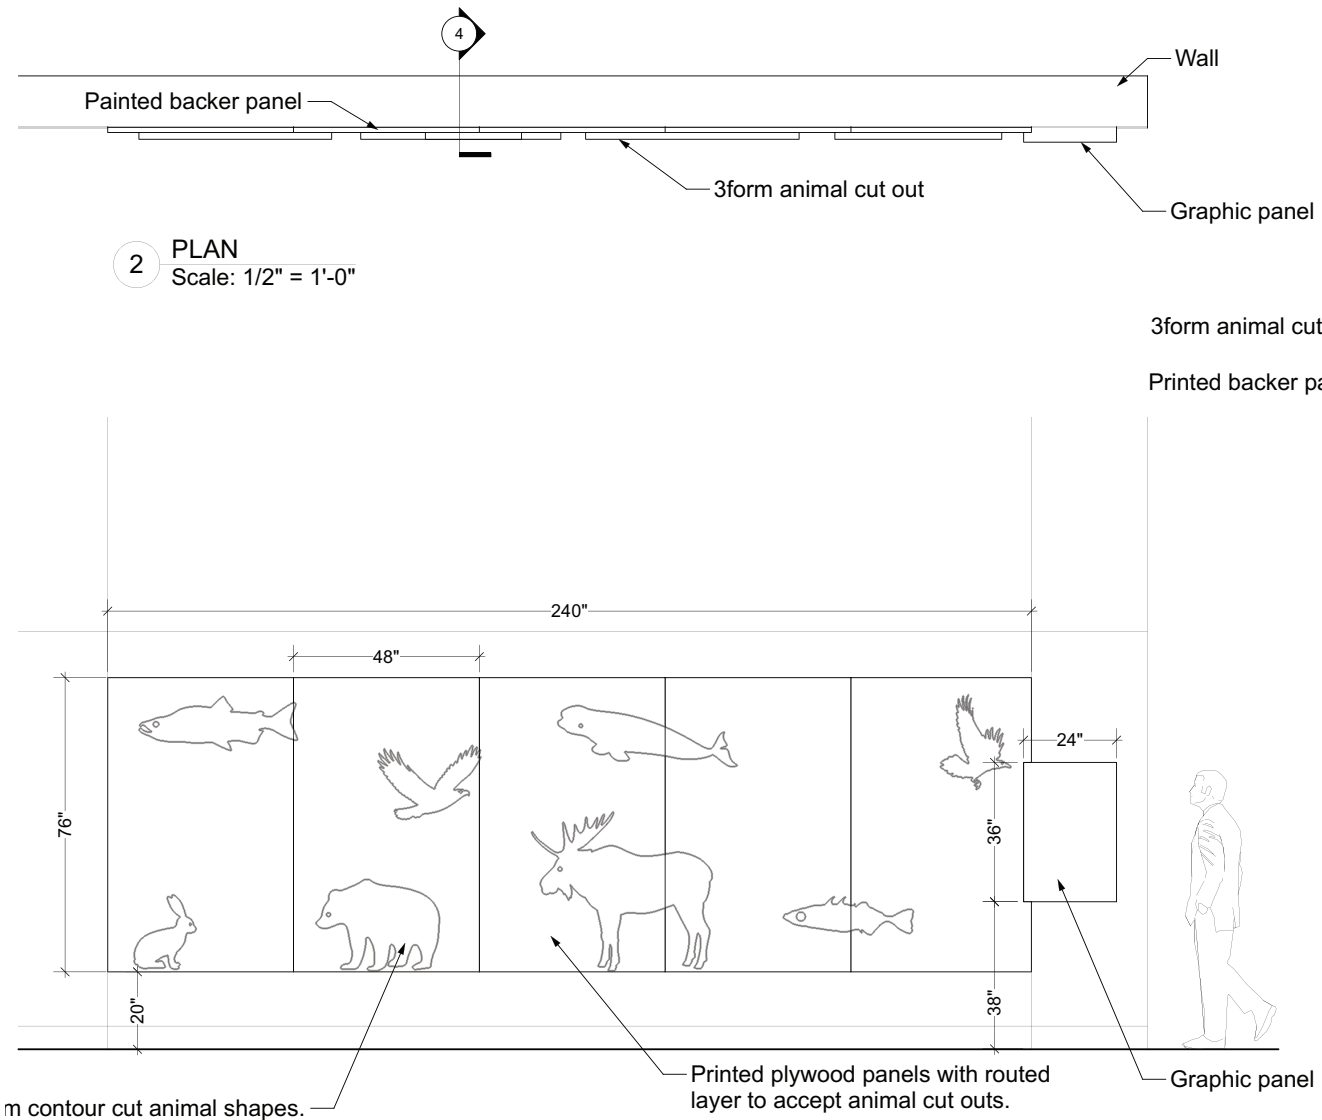 4
Wall
Painted backer panel
3form animal cut out
Graphic panel
2
PLAN
Scale: 1/2" = 1'-0"
3form animal cut
Printed backer pa
240"
48"
24"
76"
36"
20"
38"
Printed plywood panels with routed
layer to accept animal cut outs.
Graphic panel
m contour cut animal shapes.